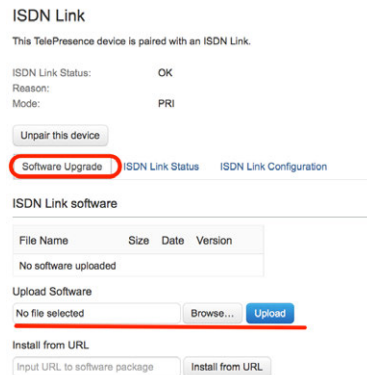 ISDN Link
This TelePresence device is paired with an ISDN Link.
ISDN Link Status: OK
Reason:
Mode: PRI
Unpair this device
Software Upgrade ISDN Link Status ISDN Link Configuration
ISDN Link software
File Name Size Date Version
No software uploaded
Upload Software
No file selected Browse... Upload
Install from URL
Input URL to software package Install from URL